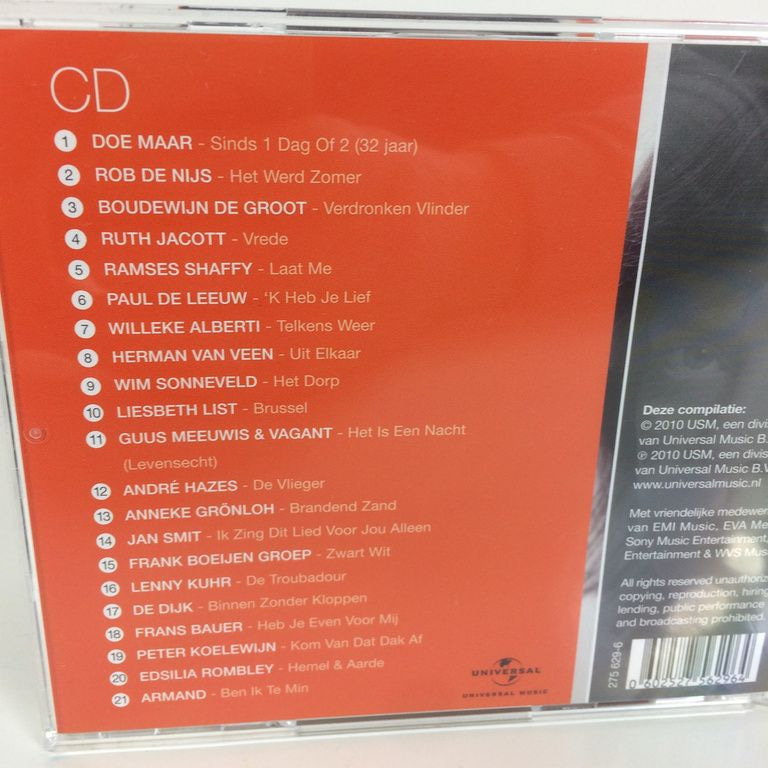 CD
1 DOE MAAR - Sinds 1 Dag Of 2 (32 jaar)
2 ROB DE NIJS - Het Werd Zomer
3 BOUDEWIJN DE GROOT - Verdronken Vlinder
4 RUTH JACOTT - Vrede
5 RAMSES SHAFFY - Laat Me
6 PAUL DE LEEUW - 'K Heb Je Lief
7 WILLEKE ALBERTI - Telkens Weer
8 HERMAN VAN VEEN - Uit Elkaar
9 WIM SONNEVELD - Het Dorp
10 LIESBETH LIST - Brussel
11 GUUS MEEUWIS & VAGANT - Het Is Een Nacht
(Levensecht)
12 ANDRÉ HAZES - De Vlieger
13 ANNEKE GRÖNLOH - Brandend Zand
14 JAN SMIT - Ik Zing Dit Lied Voor Jou Alleen
15 FRANK BOEIJEN GROEP - Zwart Wit
16 LENNY KUHR - De Troubadour
17 DE DIJK - Binnen Zonder Kloppen
18 FRANS BAUER - Heb Je Even Voor Mij
19 PETER KOELEWIJN - Kom Van Dat Dak Af
20 EDSILIA ROMBLEY - Hemel & Aarde
21 ARMAND - Ben Ik Te Min
UNIVERSAL
UNIVERSAL MUSIC
Deze compilatie:
© 2010 USM, een divi
van Universal Music B.
℗ 2010 USM, een divis
van Universal Music B.V
www.universalmusic.nl
Met vriendelijke medewer
van EMI Music, EVA Me
Sony Music Entertainment,
Entertainment & WVS Mus
All rights reserved unauthoriz
copying, reproduction, hiring
lending, public performance
and broadcasting prohibited.
275 629-6
0 602527 562964